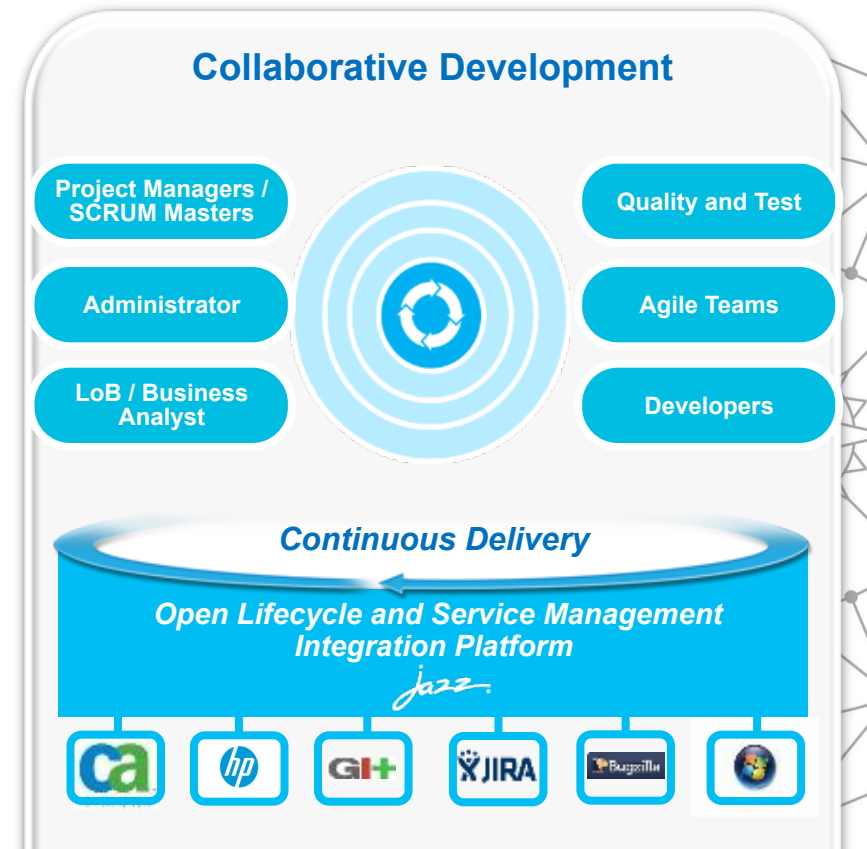 Collaborative Development
Project Managers /
SCRUM Masters
Quality and Test
Administrator
Agile Teams
LoB / Business
Analyst
Developers
Continuous Delivery
Open Lifecycle and Service Management
Integration Platform
jazz
ca
hp
GIt
JIRA
Bugzilla